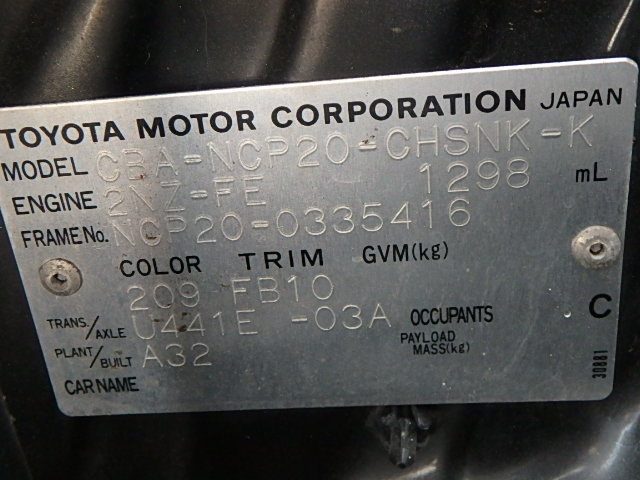 TOYOTA MOTOR CORPORATION JAPAN
MODEL CBA-NCP20-CHSNK-K
ENGINE 2NZ-FE 1298 mL
FRAME No. NCP20-0335416
COLOR TRIM GVM(kg)
209 FB10
TRANS./AXLE U441E -03A OCCUPANTS C
PLANT/BUILT A32 PAYLOAD MASS(kg)
CAR NAME
30881